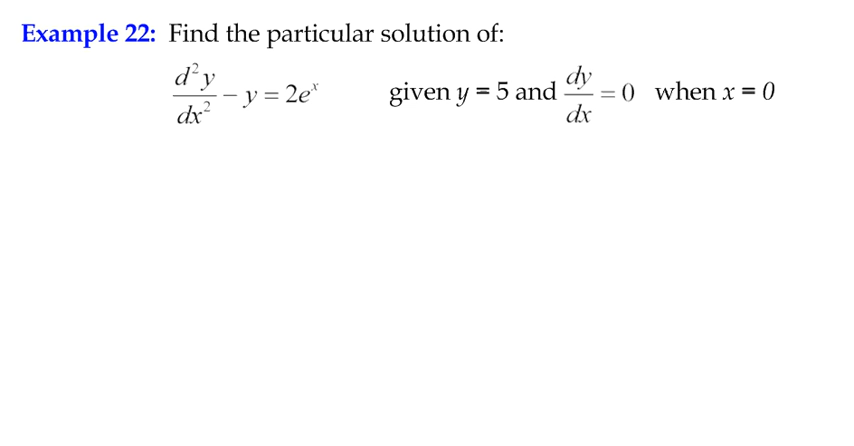 Example 22: Find the particular solution of:
d²y/dx² − y = 2eˣ given y = 5 and dy/dx = 0 when x = 0